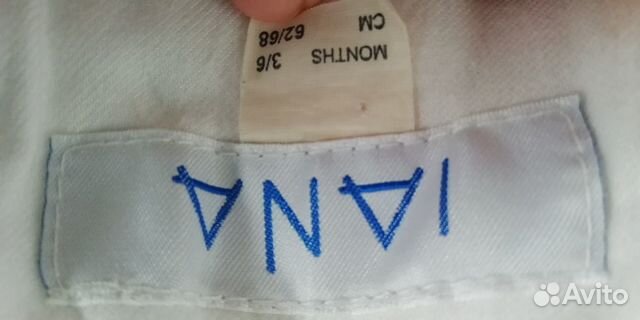 IANA
MONTHS 3/6
CM 62/68
Avito